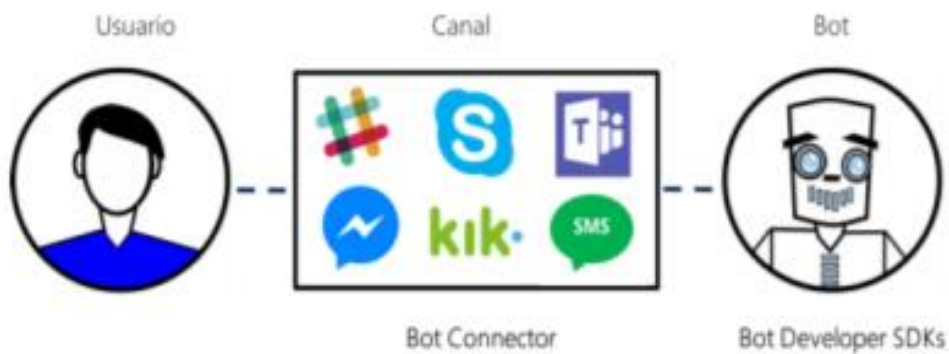 Usuario
Canal
Bot
S
T
kik
SMS
Bot Connector
Bot Developer SDKs